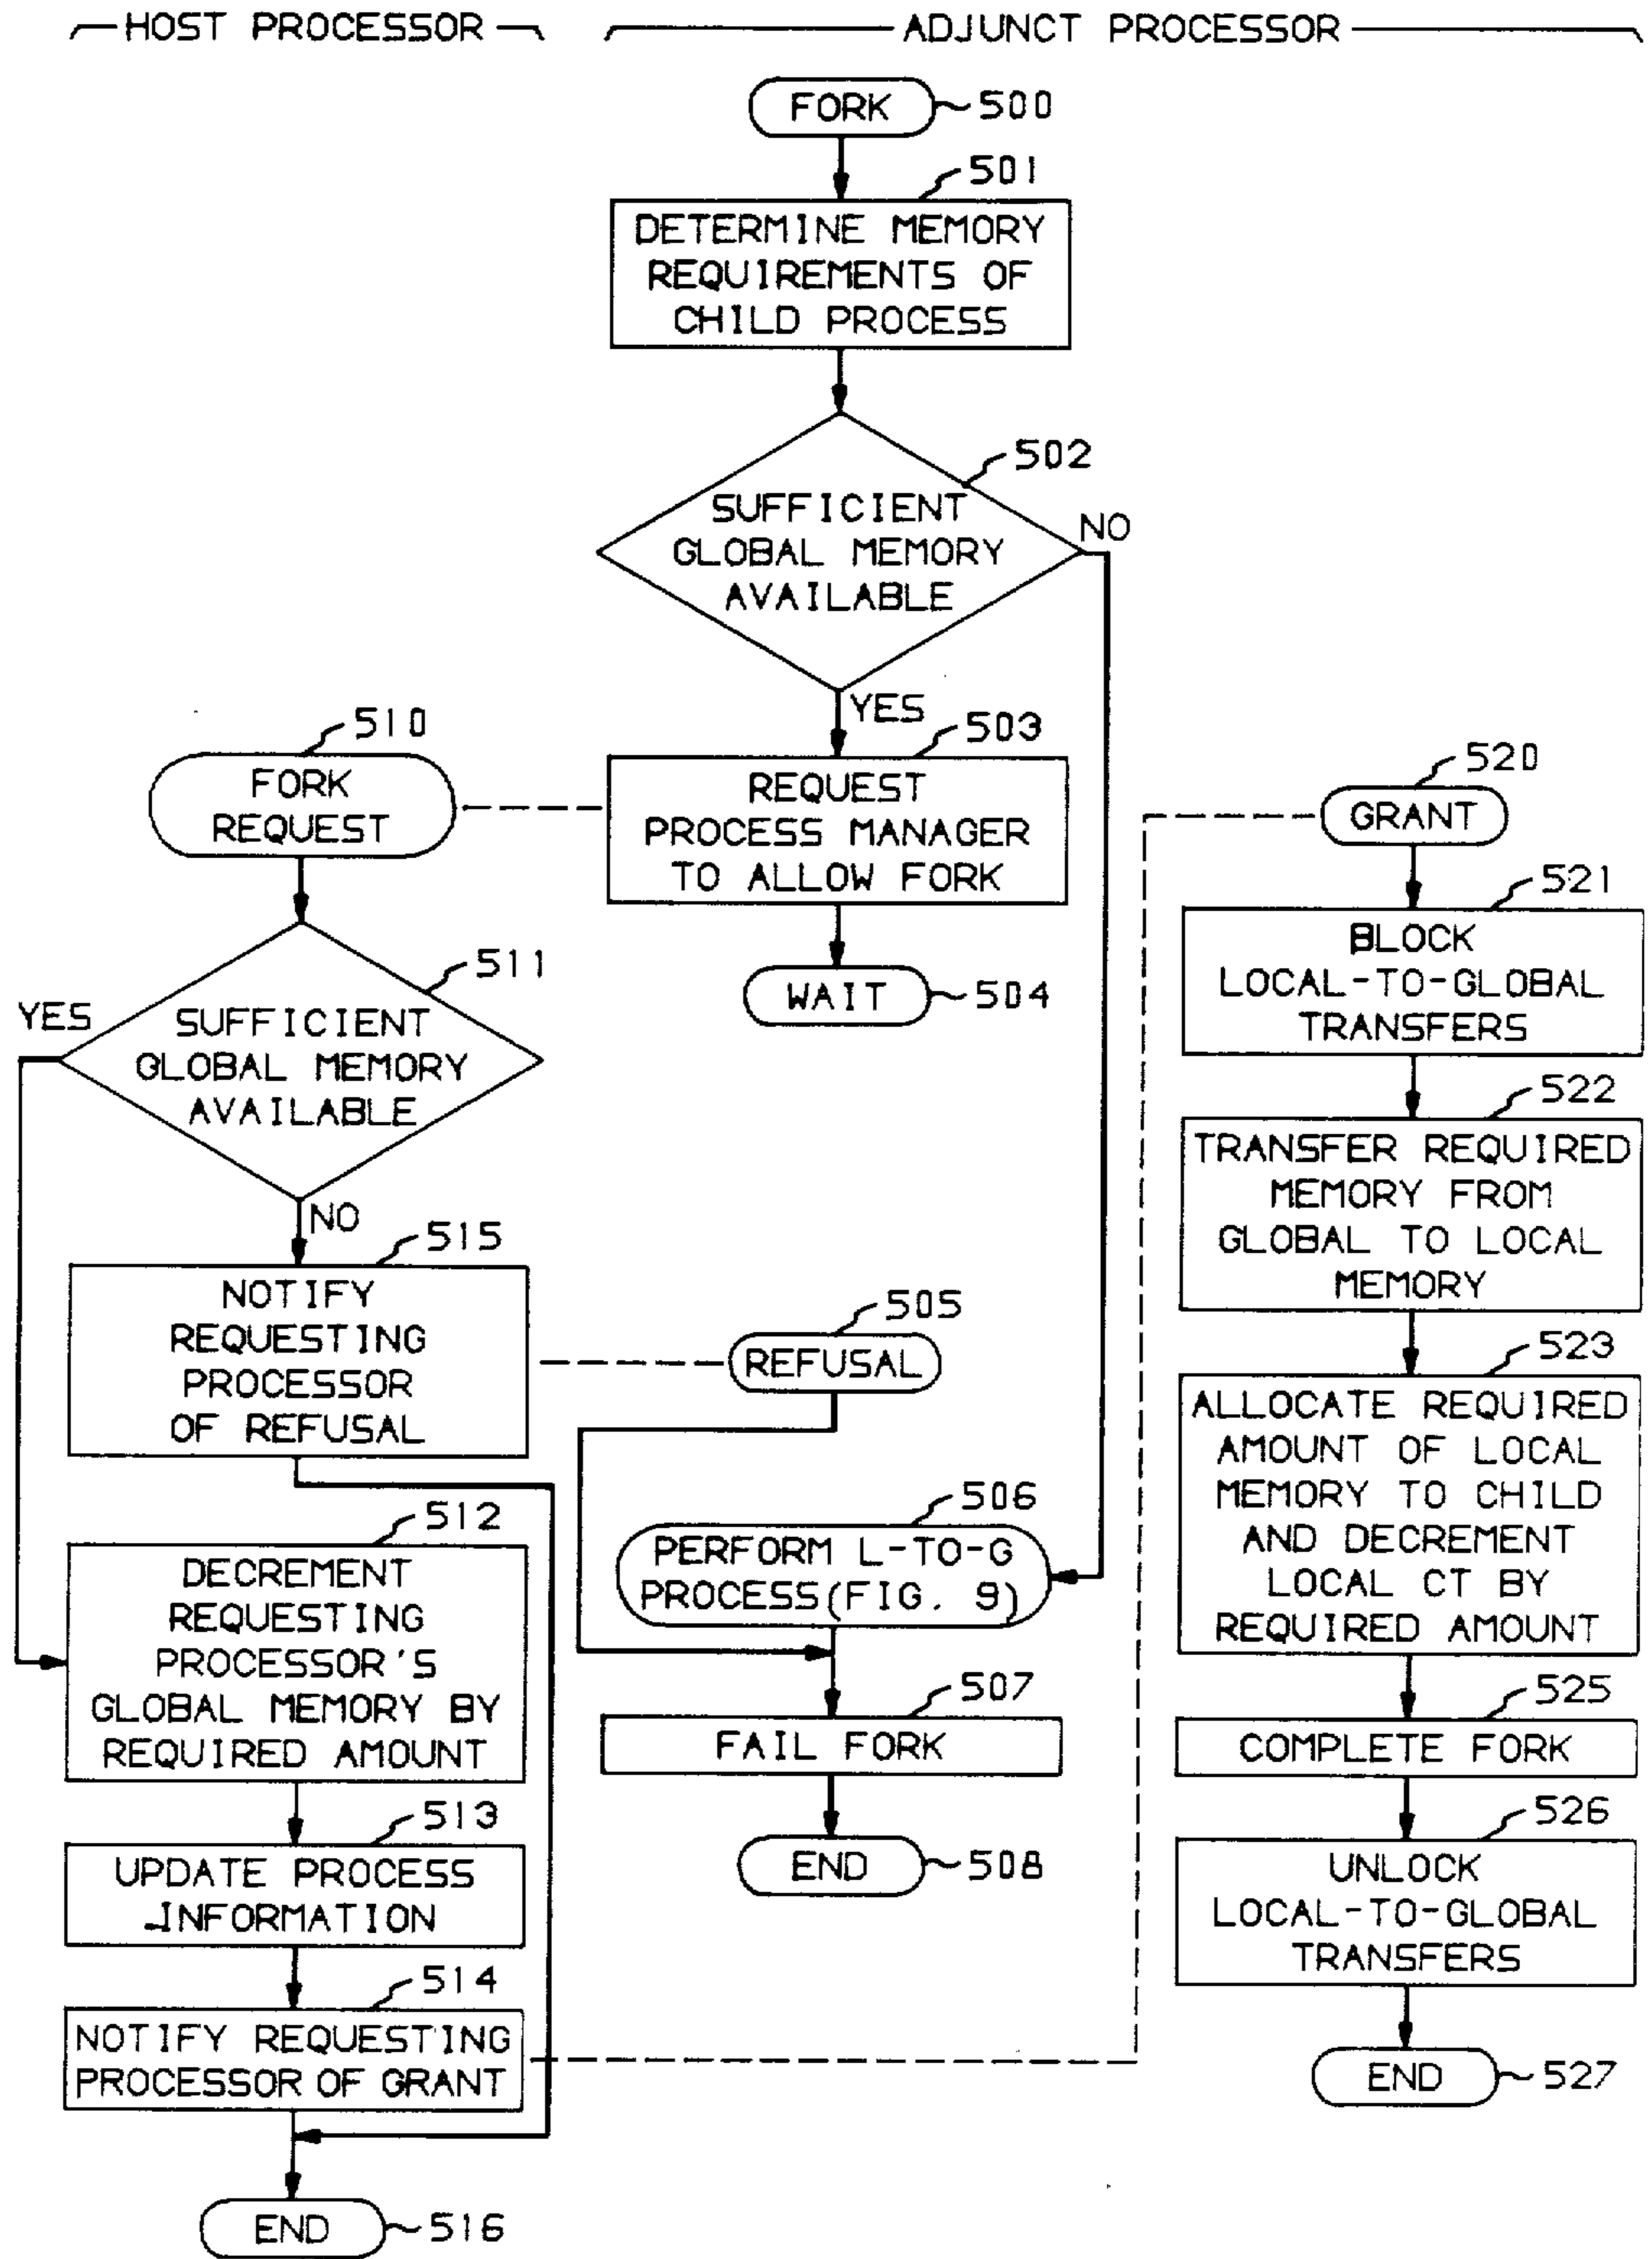 HOST PROCESSOR
ADJUNCT PROCESSOR
FORK
500
501
DETERMINE MEMORY
REQUIREMENTS OF
CHILD PROCESS
502
SUFFICIENT
GLOBAL MEMORY
AVAILABLE
NO
YES
503
REQUEST
PROCESS MANAGER
TO ALLOW FORK
WAIT
504
510
FORK
REQUEST
511
YES
SUFFICIENT
GLOBAL MEMORY
AVAILABLE
NO
515
NOTIFY
REQUESTING
PROCESSOR
OF REFUSAL
505
REFUSAL
506
PERFORM L-TO-G
PROCESS (FIG. 9)
507
FAIL FORK
END
508
512
DECREMENT
REQUESTING
PROCESSOR'S
GLOBAL MEMORY BY
REQUIRED AMOUNT
513
UPDATE PROCESS
INFORMATION
514
NOTIFY REQUESTING
PROCESSOR OF GRANT
END
516
520
GRANT
521
BLOCK
LOCAL-TO-GLOBAL
TRANSFERS
522
TRANSFER REQUIRED
MEMORY FROM
GLOBAL TO LOCAL
MEMORY
523
ALLOCATE REQUIRED
AMOUNT OF LOCAL
MEMORY TO CHILD
AND DECREMENT
LOCAL CT BY
REQUIRED AMOUNT
525
COMPLETE FORK
526
UNLOCK
LOCAL-TO-GLOBAL
TRANSFERS
END
527